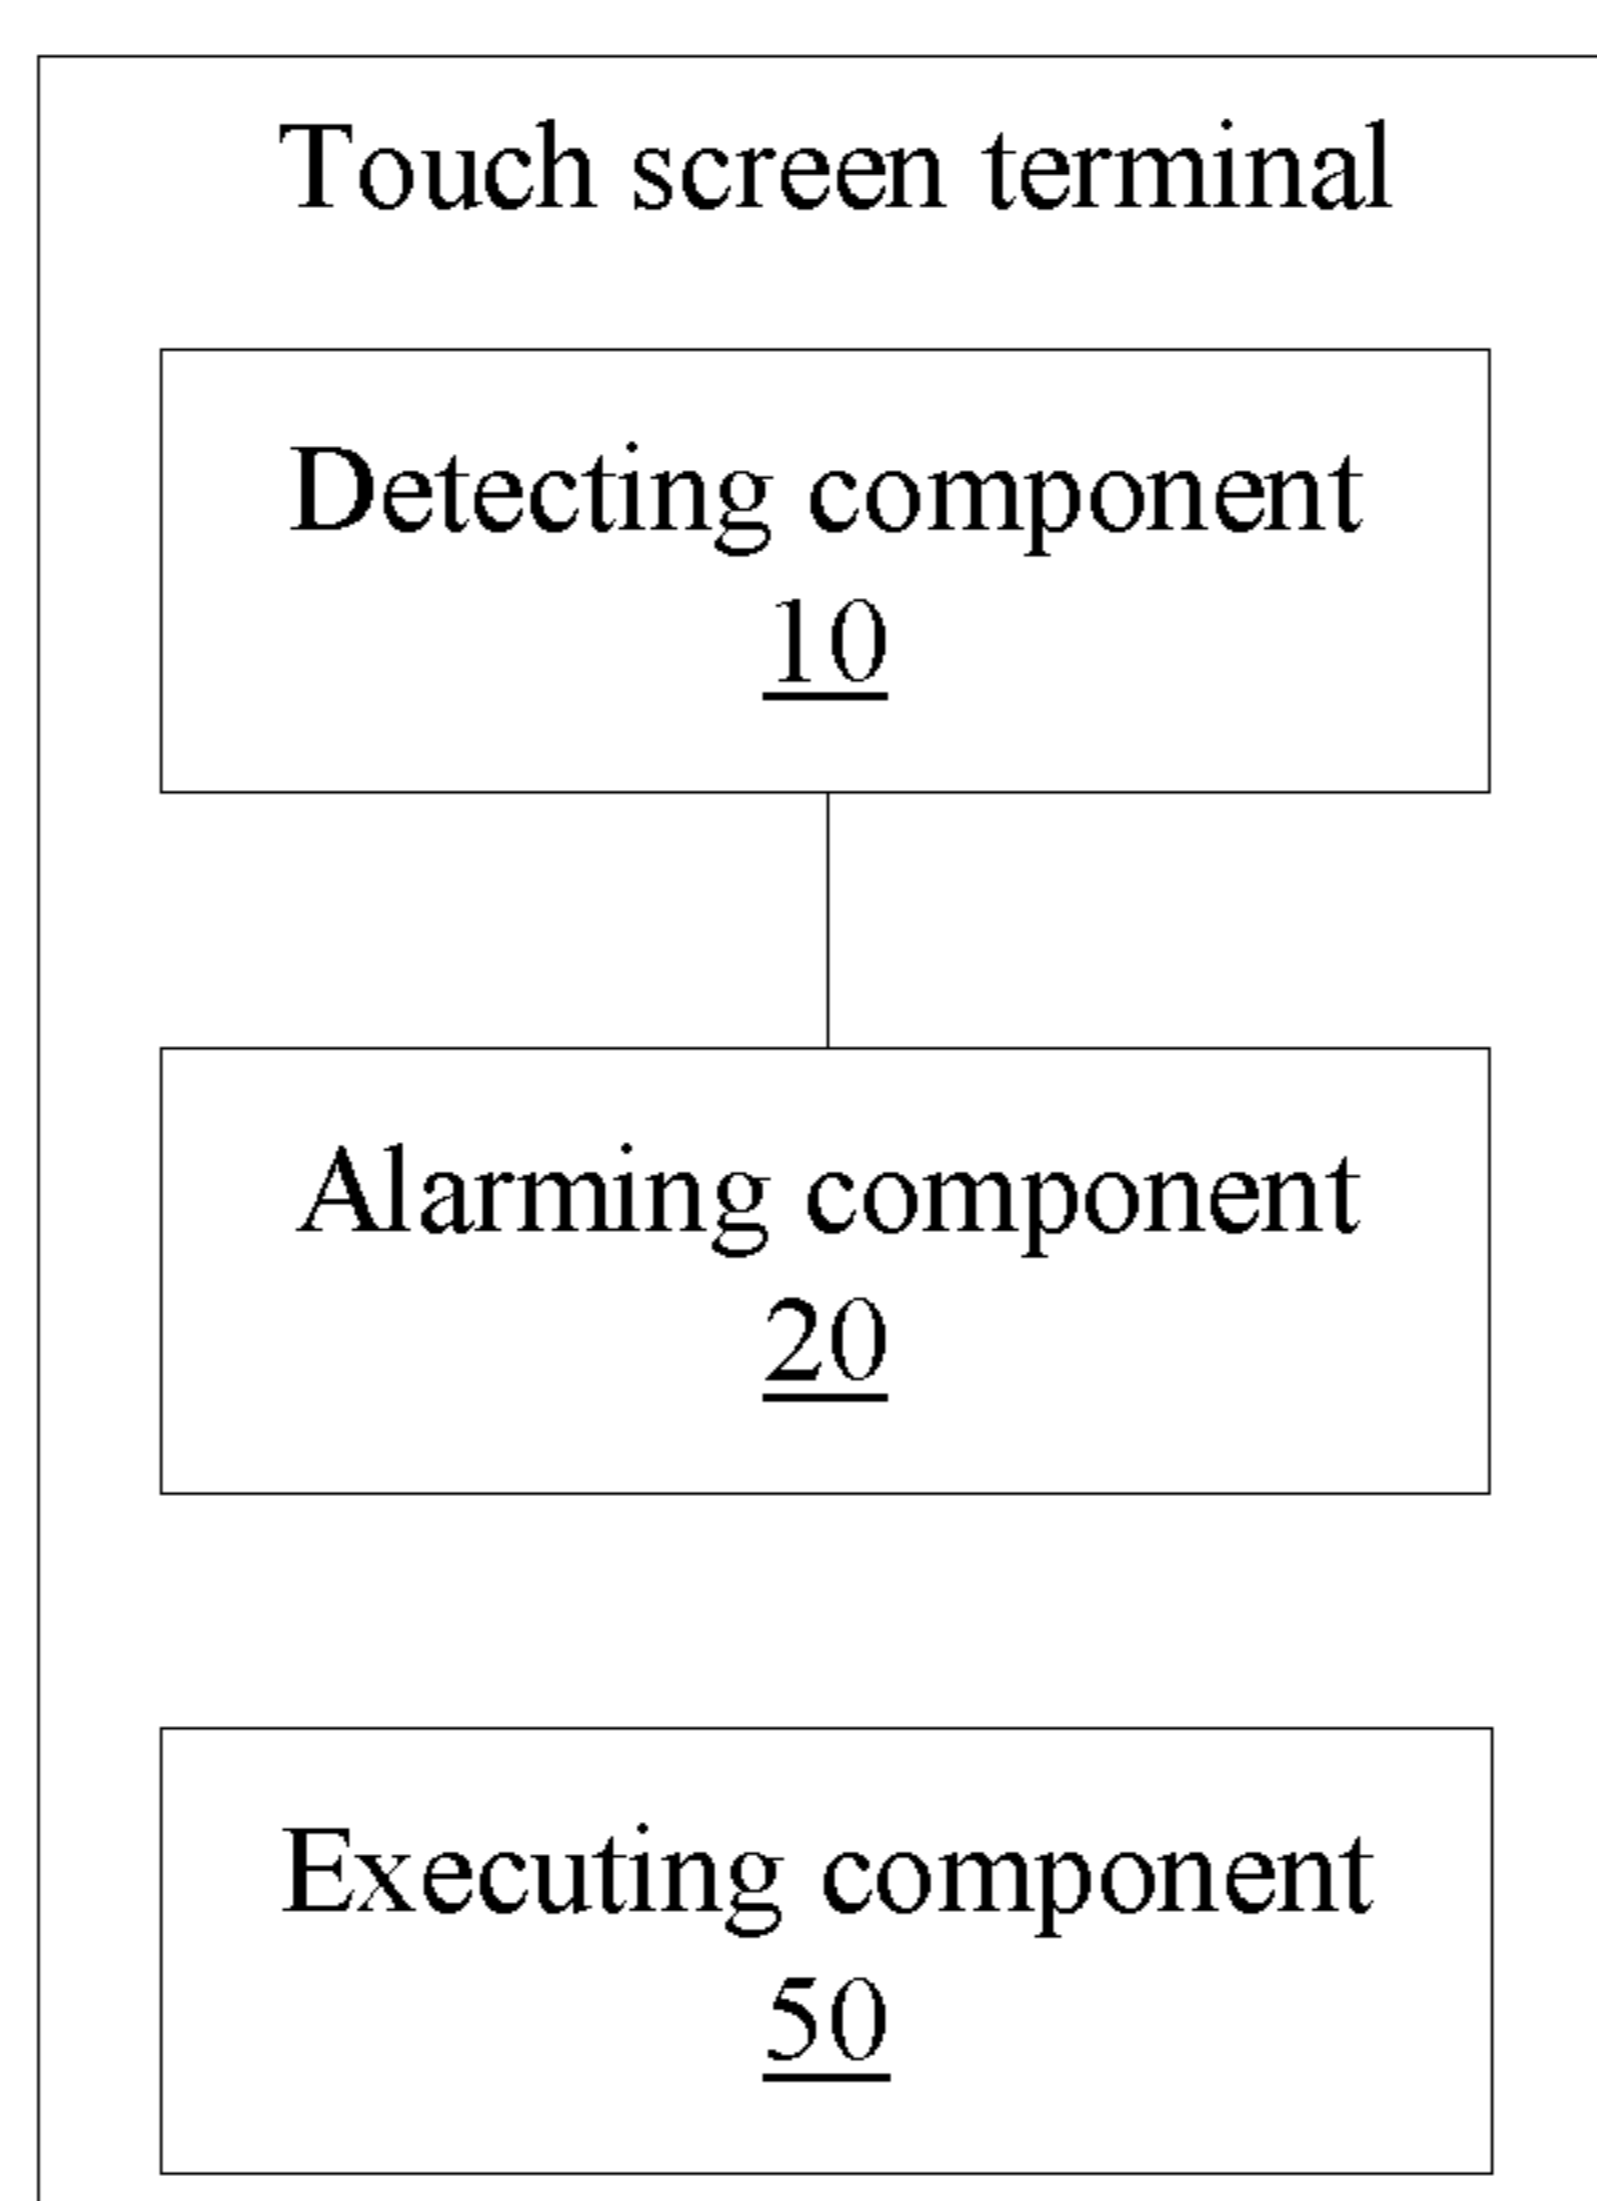 Touch screen terminal
Detecting component
10
Alarming component
20
Executing component
50